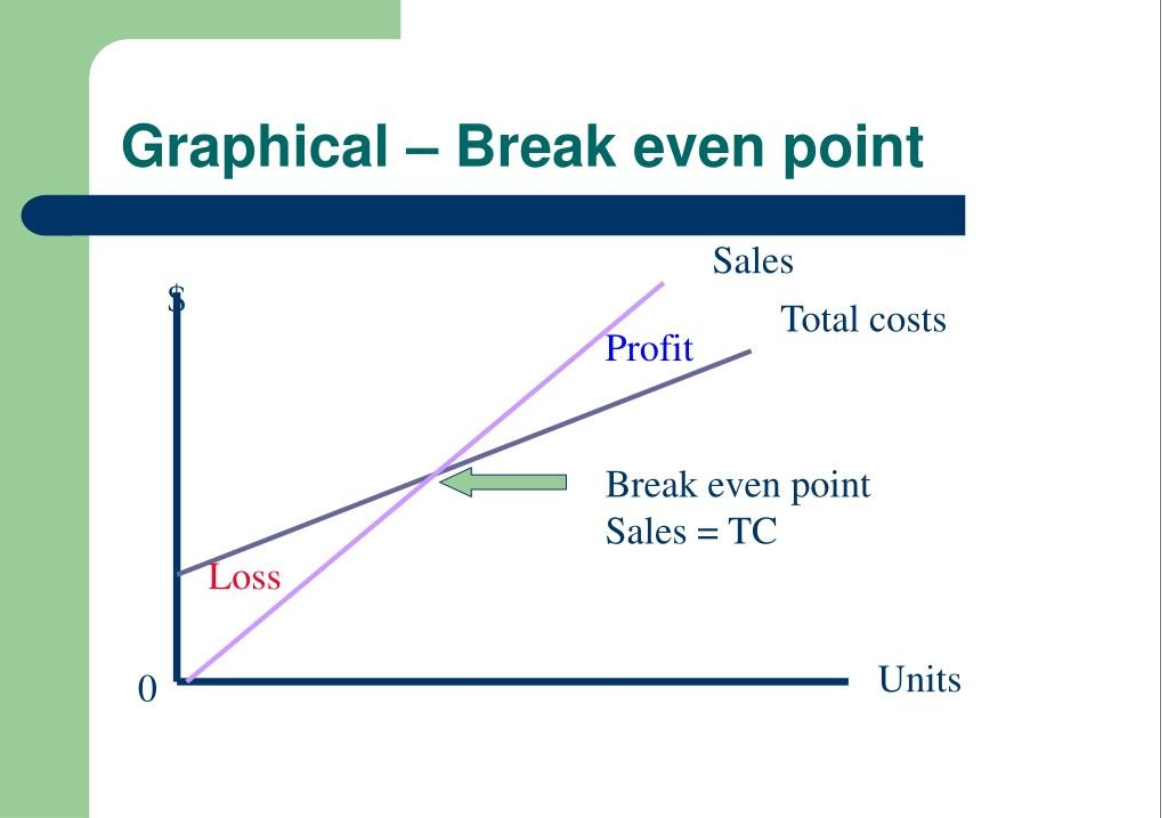 Graphical – Break even point
Sales
$
Total costs
Profit
Break even point
Sales = TC
Loss
0
Units